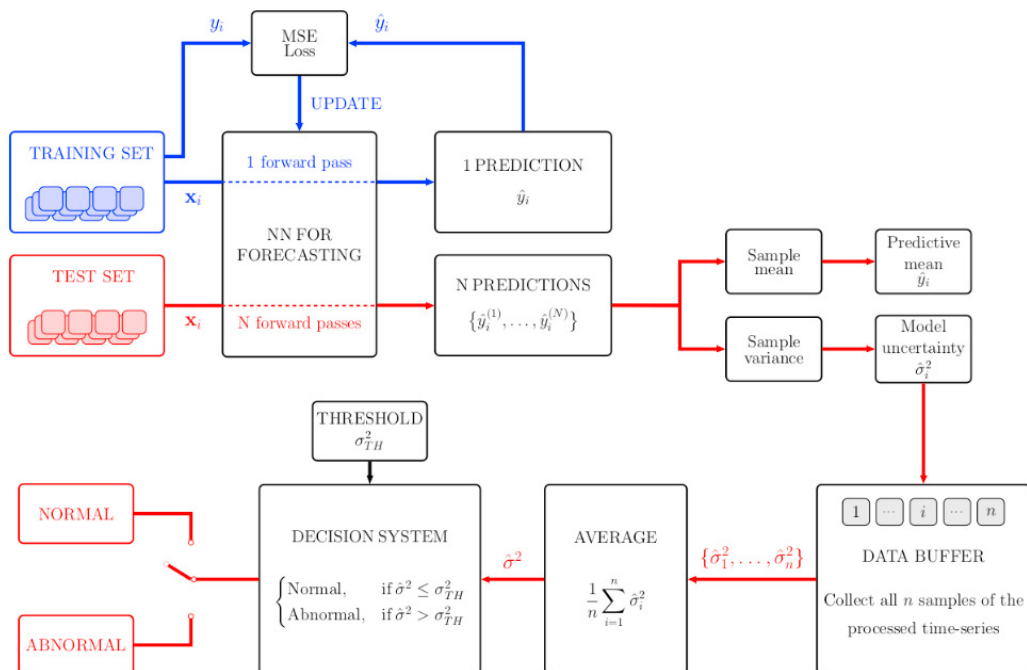 y_i
MSE
Loss
ŷ_i
UPDATE
TRAINING SET
x_i
1 forward pass
1 PREDICTION
ŷ_i
NN FOR
FORECASTING
TEST SET
x_i
N forward passes
N PREDICTIONS
{ŷ_i^(1), . . . , ŷ_i^(N)}
Sample
mean
Predictive
mean
ŷ_i
Sample
variance
Model
uncertainty
σ̂_i^2
THRESHOLD
σ_TH^2
NORMAL
ABNORMAL
DECISION SYSTEM
{Normal, if σ̂^2 ≤ σ_TH^2
Abnormal, if σ̂^2 > σ_TH^2
σ̂^2
AVERAGE
1/n ∑_{i=1}^{n} σ̂_i^2
{σ̂_1^2, . . . , σ̂_n^2}
1 ... i ... n
DATA BUFFER
Collect all n samples of the
processed time-series